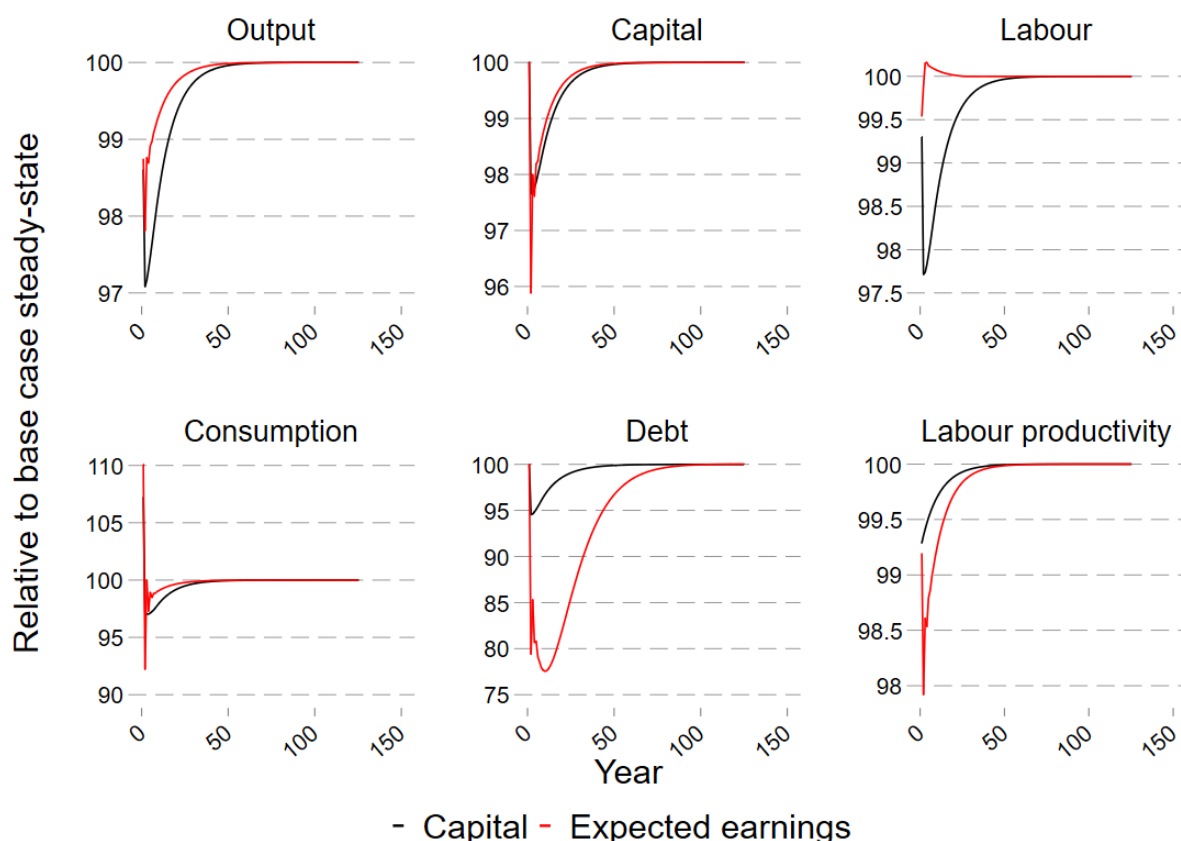 Relative to base case steady-state
Output
100
99
98
97
0 50 100 150
Capital
100
99
98
97
96
0 50 100 150
Labour
100
99.5
99
98.5
98
97.5
0 50 100 150
Consumption
110
105
100
95
90
0 50 100 150
Debt
100
95
90
85
80
75
0 50 100 150
Labour productivity
100
99.5
99
98.5
98
0 50 100 150
Year
- Capital - Expected earnings